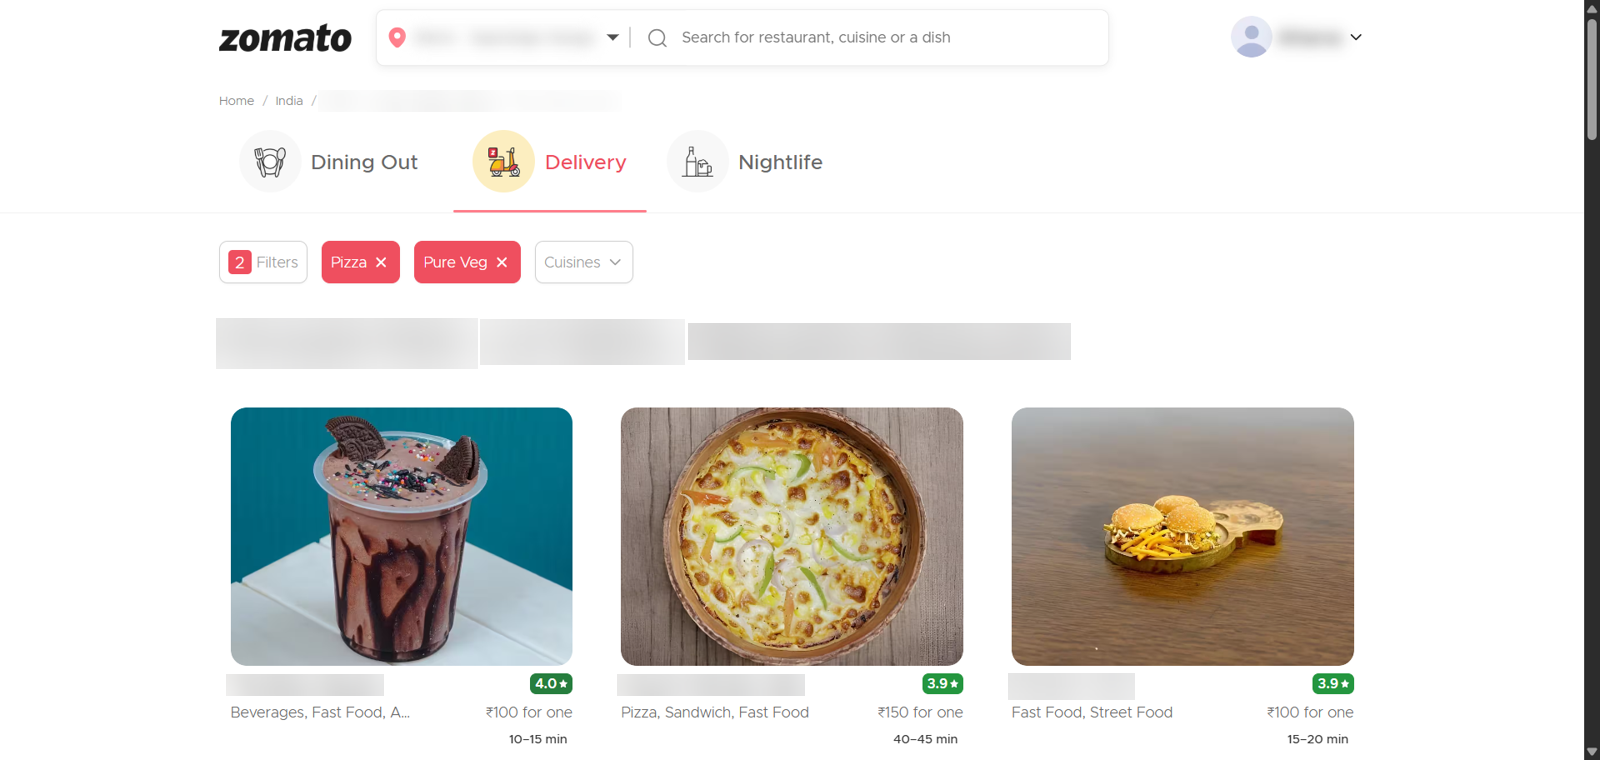 zomato
Search for restaurant, cuisine or a dish
Home / India /
Dining Out
Delivery
Nightlife
2 Filters
Pizza ✕
Pure Veg ✕
Cuisines
4.0★
Beverages, Fast Food, A...
₹100 for one
10–15 min
3.9★
Pizza, Sandwich, Fast Food
₹150 for one
40–45 min
3.9★
Fast Food, Street Food
₹100 for one
15–20 min